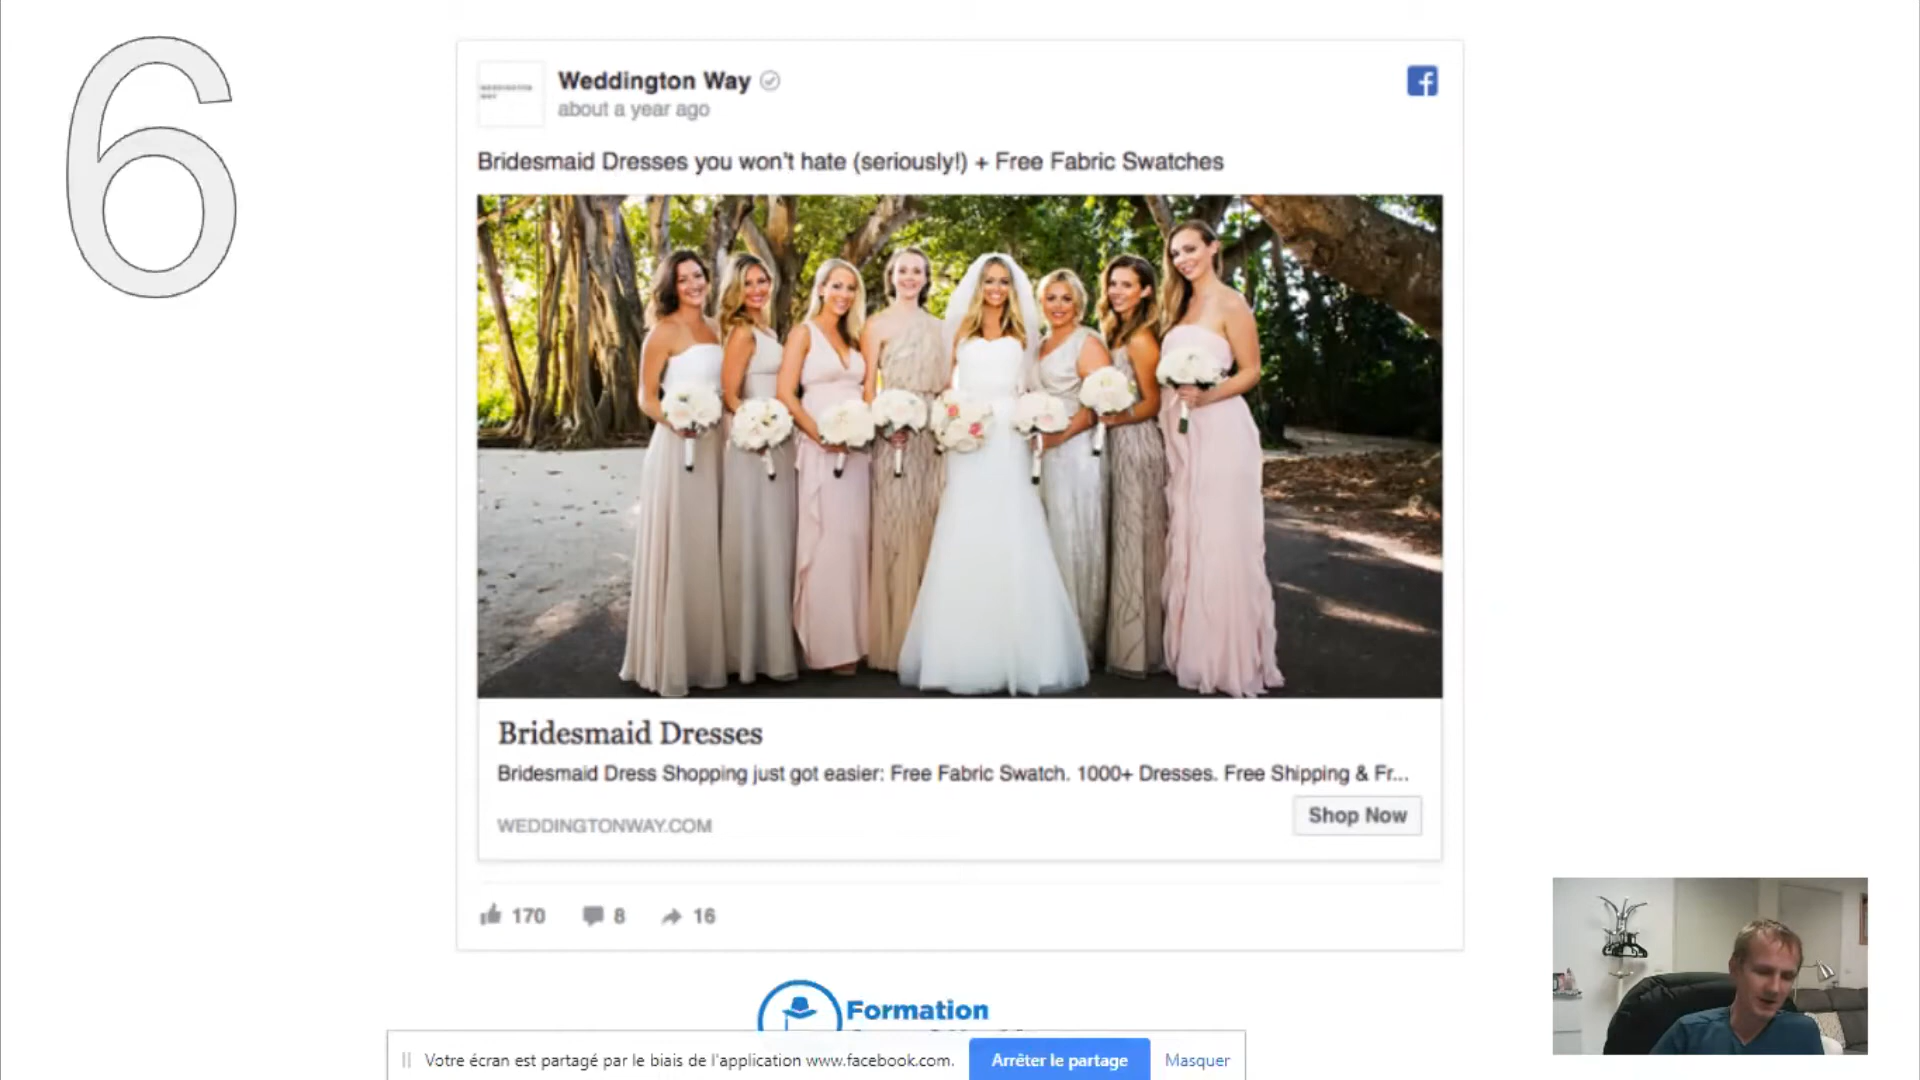 6
Weddington Way
about a year ago
Bridesmaid Dresses you won't hate (seriously!) + Free Fabric Swatches
Bridesmaid Dresses
Bridesmaid Dress Shopping just got easier: Free Fabric Swatch. 1000+ Dresses. Free Shipping & Fr...
WEDDINGTONWAY.COM
Shop Now
170 8 16
Formation
Votre écran est partagé par le biais de l'application www.facebook.com.
Arrêter le partage
Masquer